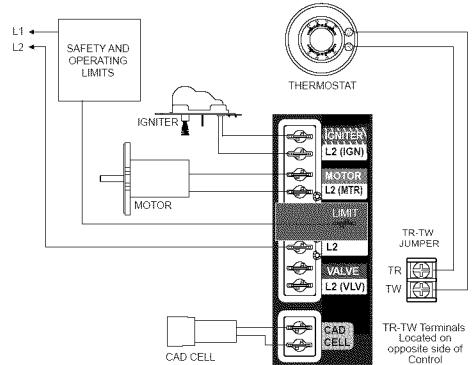 L1
L2
SAFETY AND
OPERATING
LIMITS
THERMOSTAT
IGNITER
IGNITER
L2 (IGN)
MOTOR
L2 (MTR)
MOTOR
LIMIT
L2
VALVE
L2 (VLV)
TR-TW
JUMPER
TR
TW
CAD
CELL
CAD CELL
TR-TW Terminals
Located on
opposite side of
Control